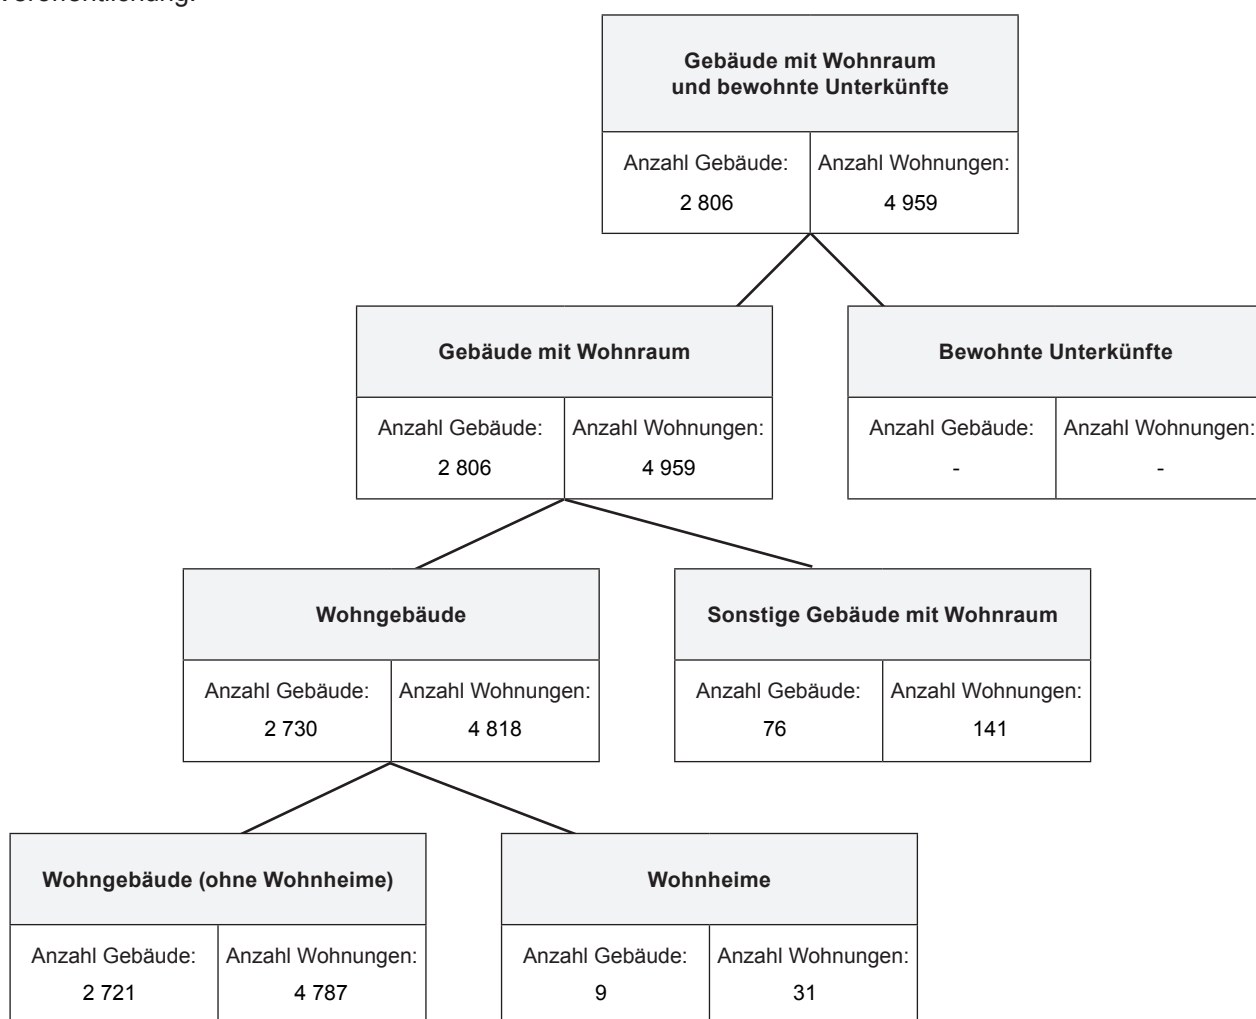 Veröffentlichung.
Gebäude mit Wohnraum
und bewohnte Unterkünfte
Anzahl Gebäude: Anzahl Wohnungen:
2 806 4 959
Gebäude mit Wohnraum Bewohnte Unterkünfte
Anzahl Gebäude: Anzahl Wohnungen: Anzahl Gebäude: Anzahl Wohnungen:
2 806 4 959 - -
Wohngebäude Sonstige Gebäude mit Wohnraum
Anzahl Gebäude: Anzahl Wohnungen: Anzahl Gebäude: Anzahl Wohnungen:
2 730 4 818 76 141
Wohngebäude (ohne Wohnheime) Wohnheime
Anzahl Gebäude: Anzahl Wohnungen: Anzahl Gebäude: Anzahl Wohnungen:
2 721 4 787 9 31